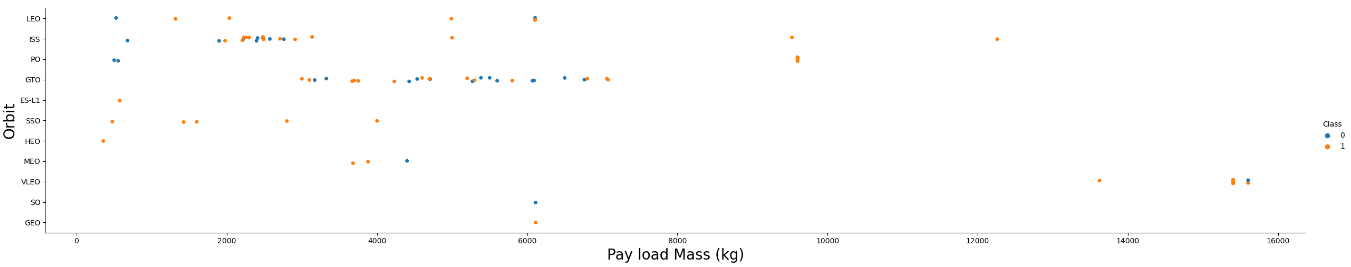 LEO
ISS
PO
GTO
ES-L1
SSO
HEO
MEO
VLEO
SO
GEO
Orbit
0 2000 4000 6000 8000 10000 12000 14000 16000
Pay load Mass (kg)
Class
0
1